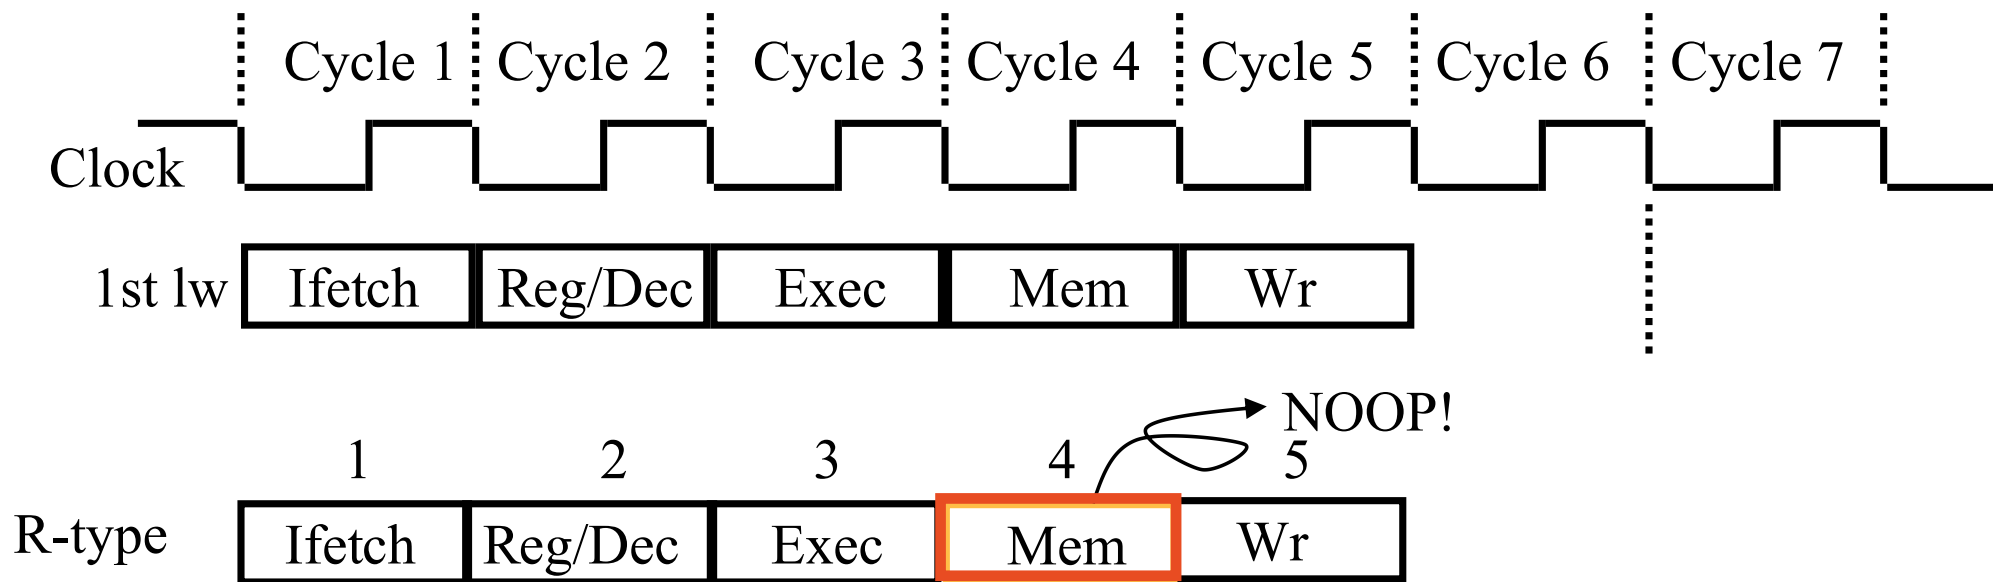 Cycle 1 Cycle 2 Cycle 3 Cycle 4 Cycle 5 Cycle 6 Cycle 7
Clock
1st lw Ifetch Reg/Dec Exec Mem Wr
NOOP!
1 2 3 4 5
R-type Ifetch Reg/Dec Exec Mem Wr